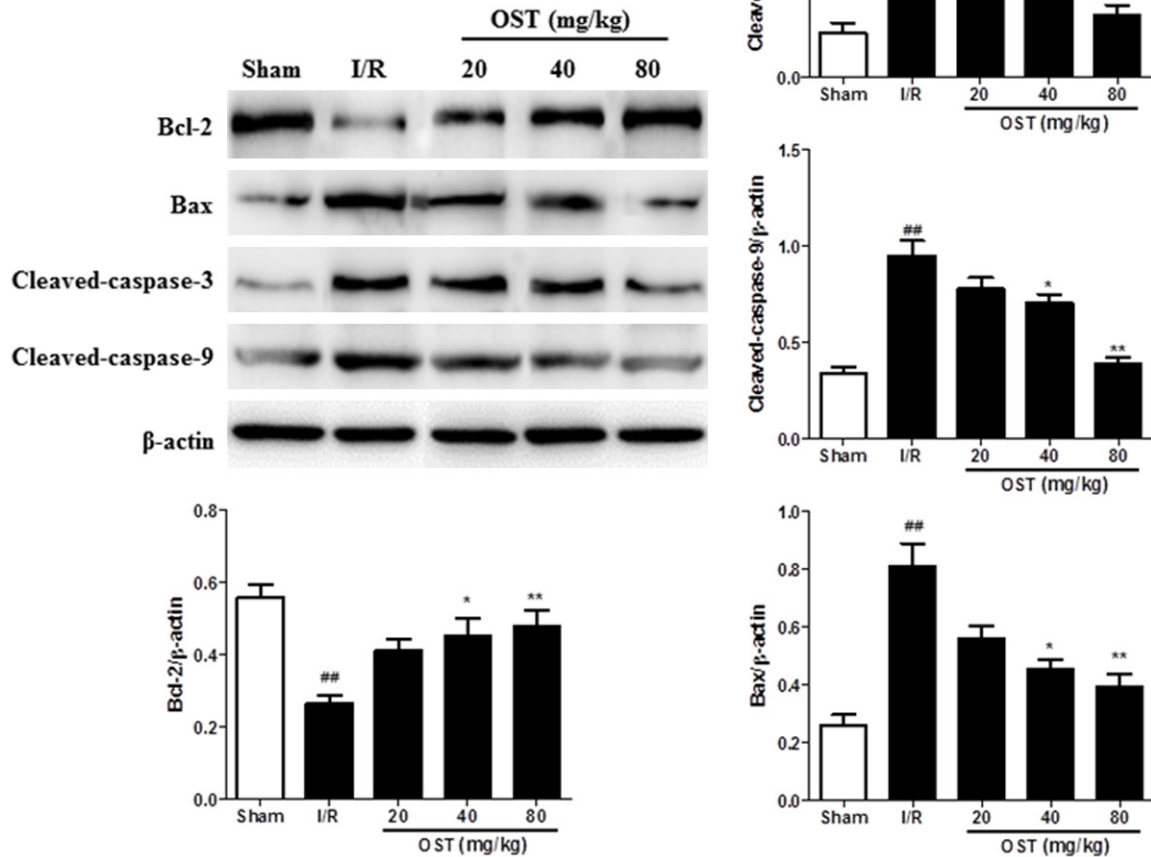 OST (mg/kg)
Sham I/R 20 40 80
Bcl-2
Bax
Cleaved-caspase-3
Cleaved-caspase-9
β-actin
0.0
Sham I/R 20 40 80
OST (mg/kg)
Cleaved-caspase-9/β-actin
1.5
1.0
0.5
0.0
##
*
**
Sham I/R 20 40 80
OST (mg/kg)
Bcl-2/β-actin
0.8
0.6
0.4
0.2
0.0
##
*
**
Sham I/R 20 40 80
OST (mg/kg)
Bax/β-actin
1.0
0.8
0.6
0.4
0.2
0.0
##
*
**
Sham I/R 20 40 80
OST (mg/kg)